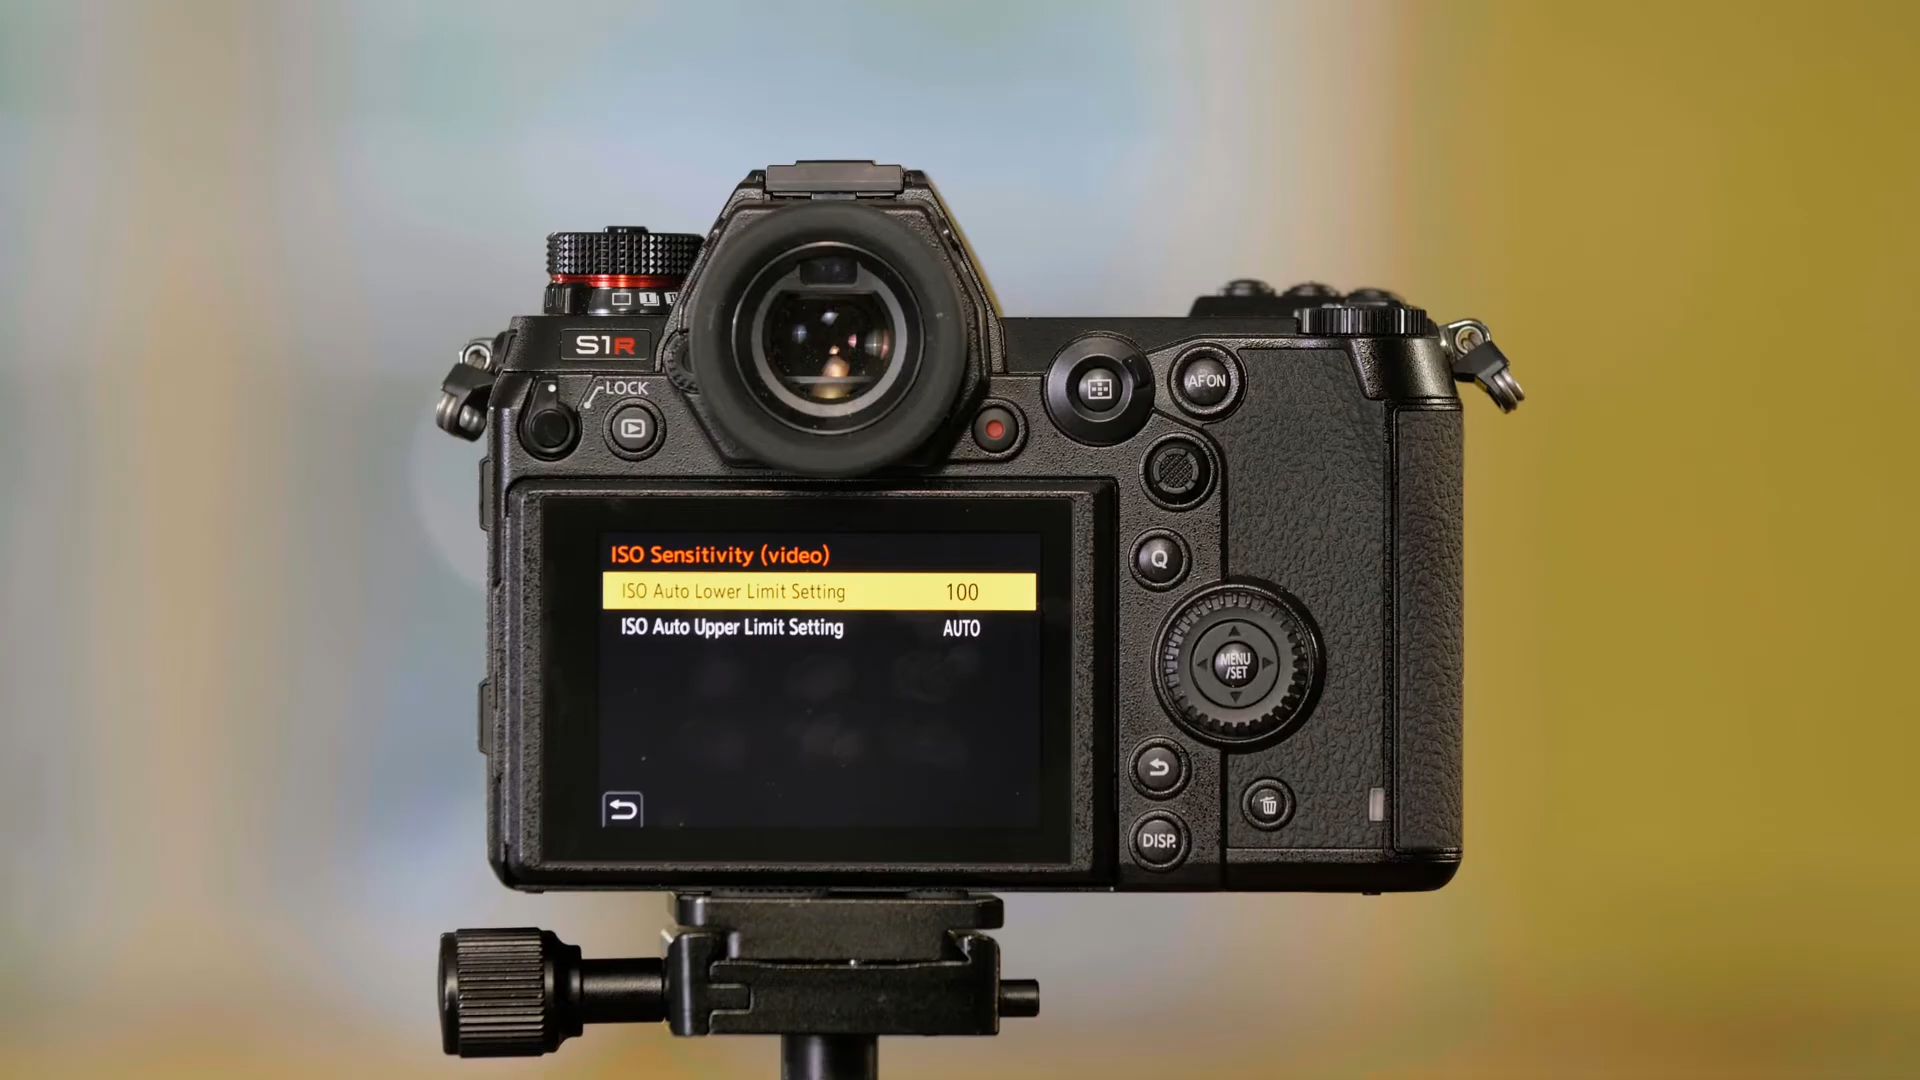 S1R
LOCK
AF ON
ISO Sensitivity (video)
ISO Auto Lower Limit Setting 100
ISO Auto Upper Limit Setting AUTO
Q
MENU
/SET
DISP.